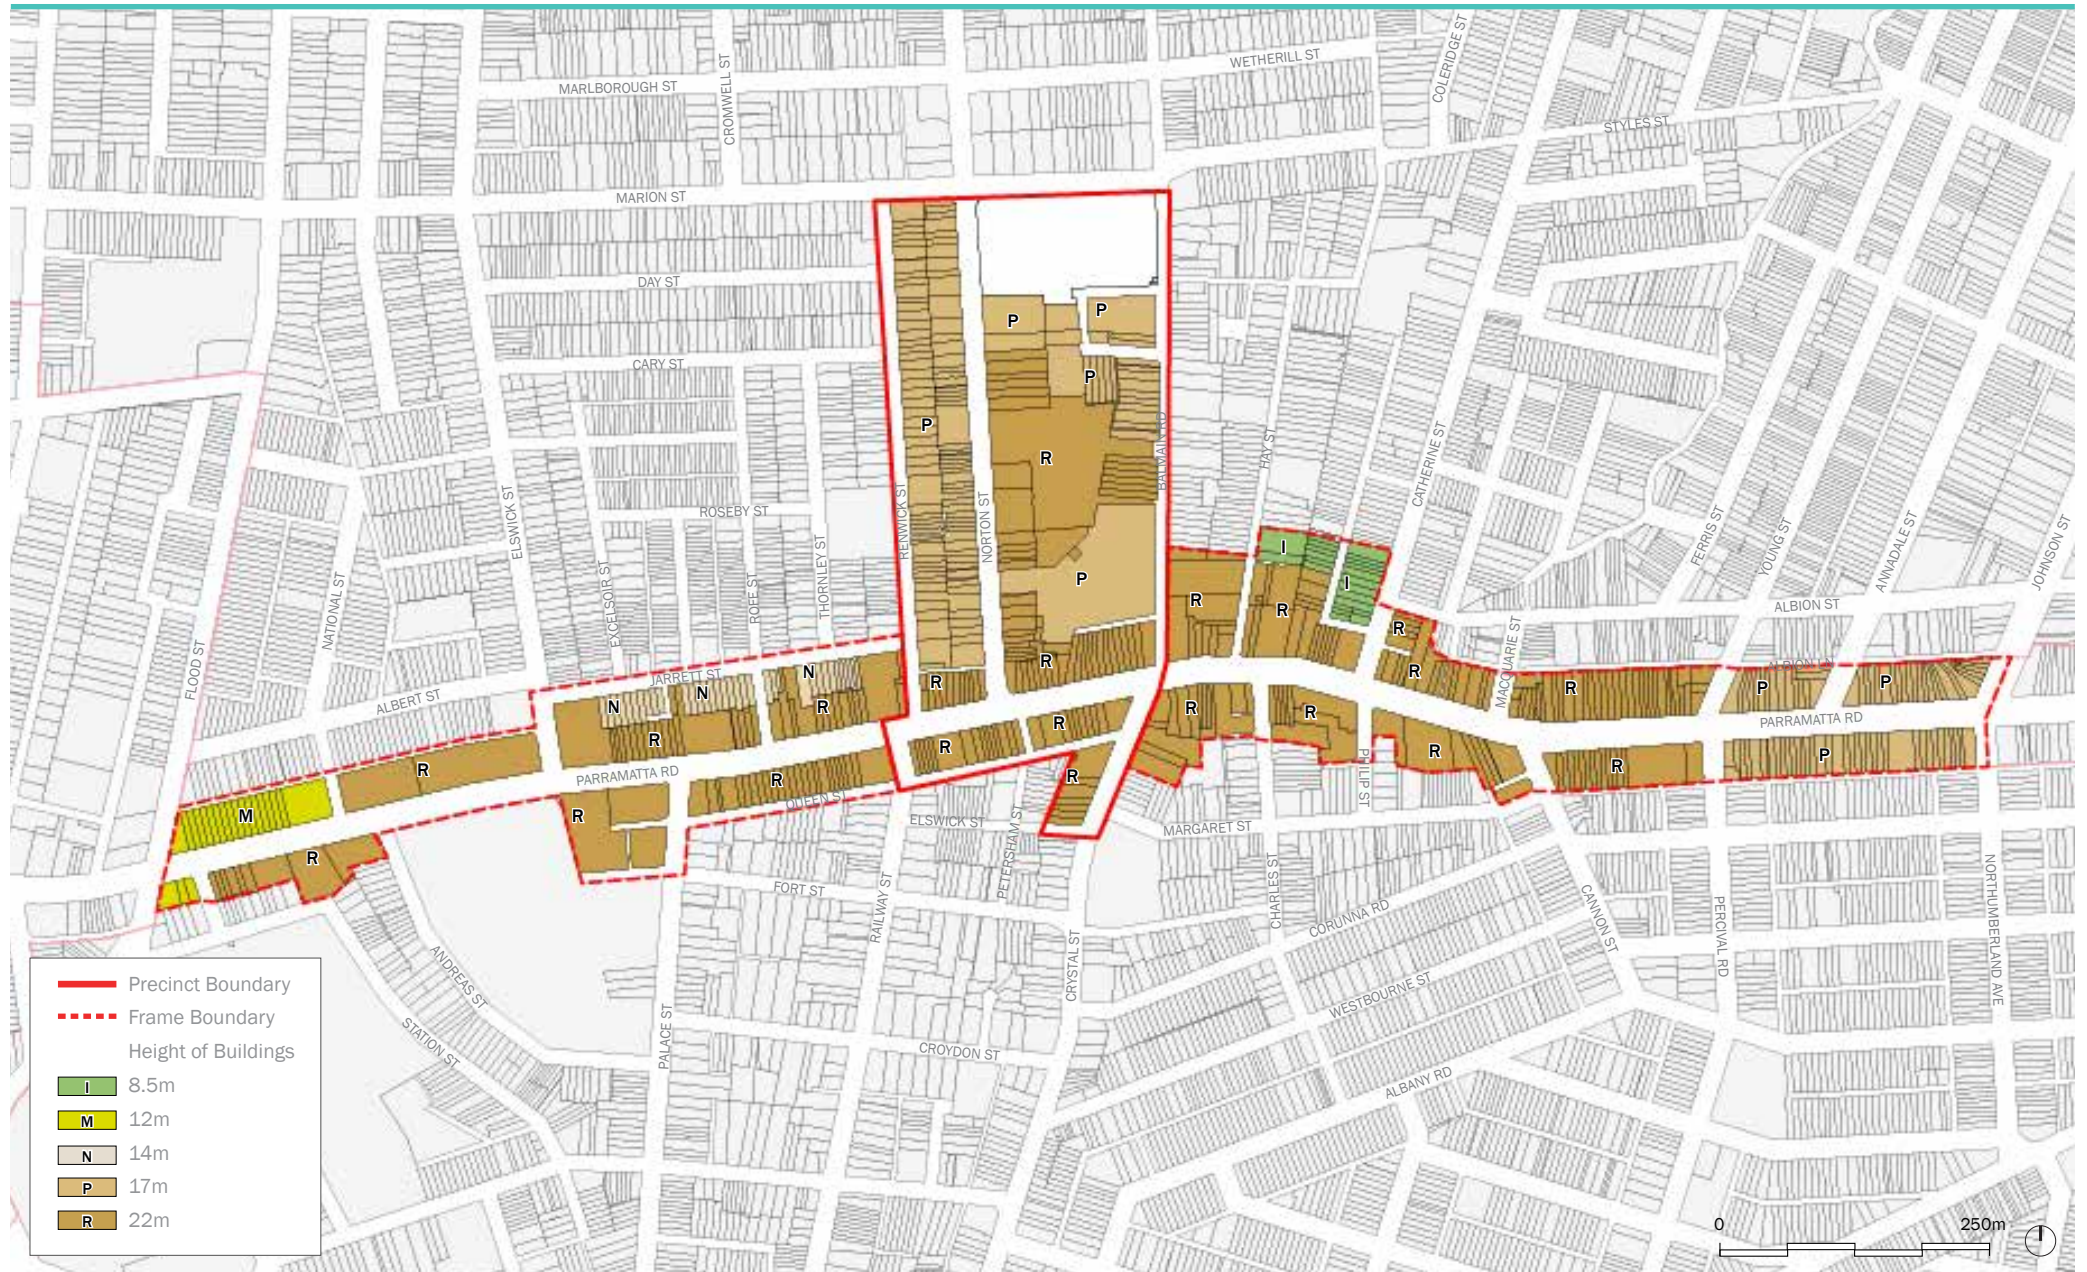 COLERIDGE ST
WETHERILL ST
CROMWELL ST
MARLBOROUGH ST
STYLES ST
MARION ST
DAY ST
P
P
CARY ST
P
P
BALMAIN RD
HAY ST
CATHERINE ST
R
ELSWICK ST
RENWICK ST
NORTON ST
ROSEBY ST
FERRIS ST
YOUNG ST
ANNADALE ST
JOHNSON ST
I
I
P
EXCELSOIR ST
ROFE ST
THORNLEY ST
NATIONAL ST
FLOOD ST
R
R
ALBION ST
R
MACQUARIE ST
R
R
ALBION LN
N
JARRETT ST
N
R
R
P
P
ALBERT ST
N
R
R
R
R
PARRAMATTA RD
R
R
R
R
P
R
PARRAMATTA RD
R
R
R
PHILIP ST
QUEEN ST
M
R
ELSWICK ST
PETERSHAM ST
MARGARET ST
R
FORT ST
RAILWAY ST
CHARLES ST
CORUNNA RD
CANNON ST
PERCIVAL RD
NORTHUMBERLAND AVE
ANDREAS ST
CRYSTAL ST
WESTBOURNE ST
STATION ST
PALACE ST
CROYDON ST
ALBANY RD
Precinct Boundary
Frame Boundary
Height of Buildings
I 8.5m
M 12m
N 14m
P 17m
R 22m
0 250m